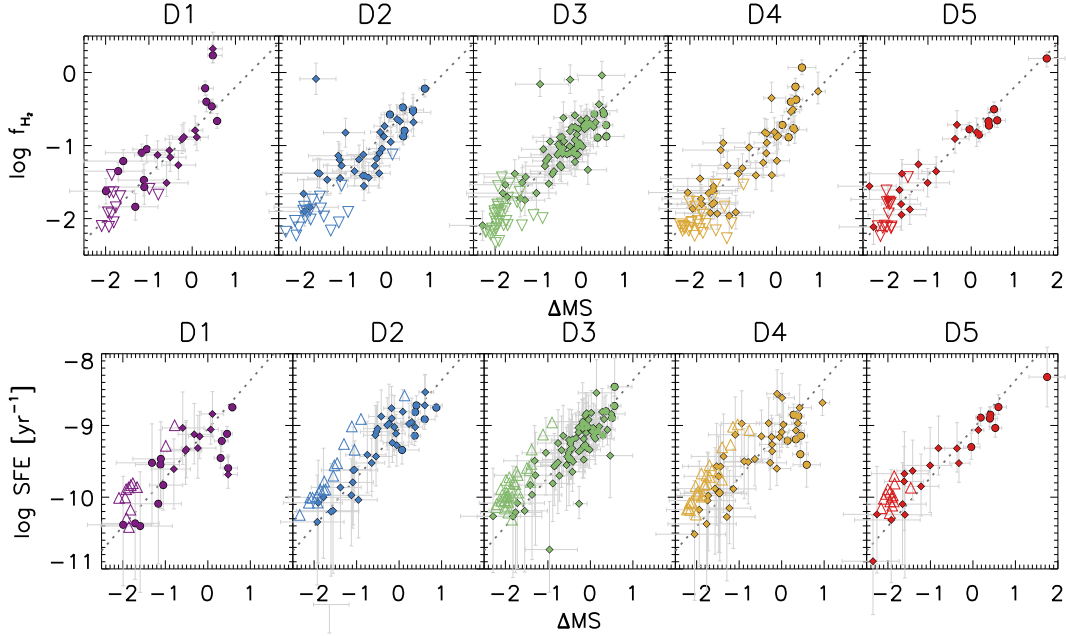 D1 D2 D3 D4 D5
log f_H₂
0
−1
−2
−2 −1 0 1 −2 −1 0 1 −2 −1 0 1 −2 −1 0 1 −2 −1 0 1 2
ΔMS
D1 D2 D3 D4 D5
log SFE [yr⁻¹]
−8
−9
−10
−11
−2 −1 0 1 −2 −1 0 1 −2 −1 0 1 −2 −1 0 1 −2 −1 0 1 2
ΔMS